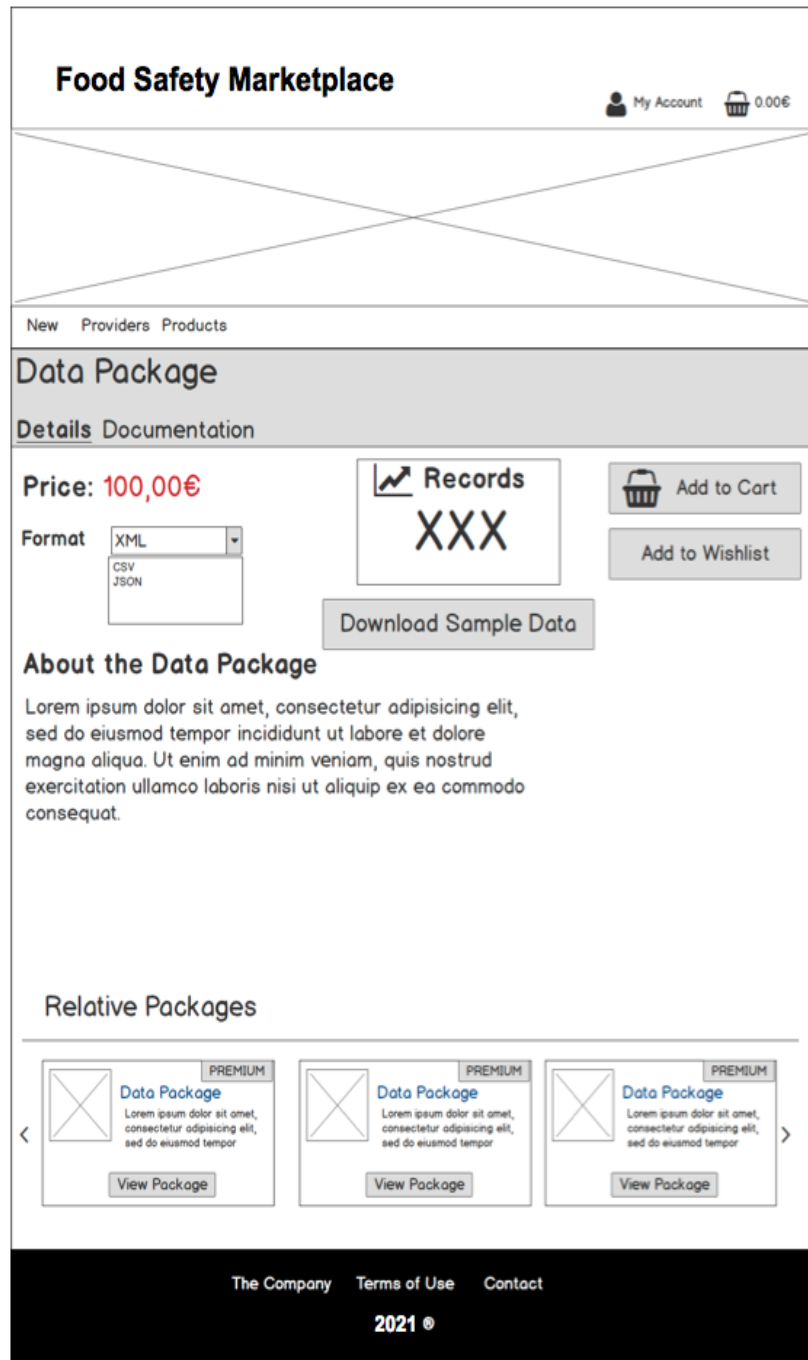 Food Safety Marketplace
My Account 0.00€
New Providers Products
Data Package
Details Documentation
Price: 100,00€
Format XML
CSV
JSON
Records
XXX
Add to Cart
Add to Wishlist
Download Sample Data
About the Data Package
Lorem ipsum dolor sit amet, consectetur adipisicing elit,
sed do eiusmod tempor incididunt ut labore et dolore
magna aliqua. Ut enim ad minim veniam, quis nostrud
exercitation ullamco laboris nisi ut aliquip ex ea commodo
consequat.
Relative Packages
PREMIUM
Data Package
Lorem ipsum dolor sit amet,
consectetur adipisicing elit,
sed do eiusmod tempor
View Package
PREMIUM
Data Package
Lorem ipsum dolor sit amet,
consectetur adipisicing elit,
sed do eiusmod tempor
View Package
PREMIUM
Data Package
Lorem ipsum dolor sit amet,
consectetur adipisicing elit,
sed do eiusmod tempor
View Package
The Company Terms of Use Contact
2021 ®